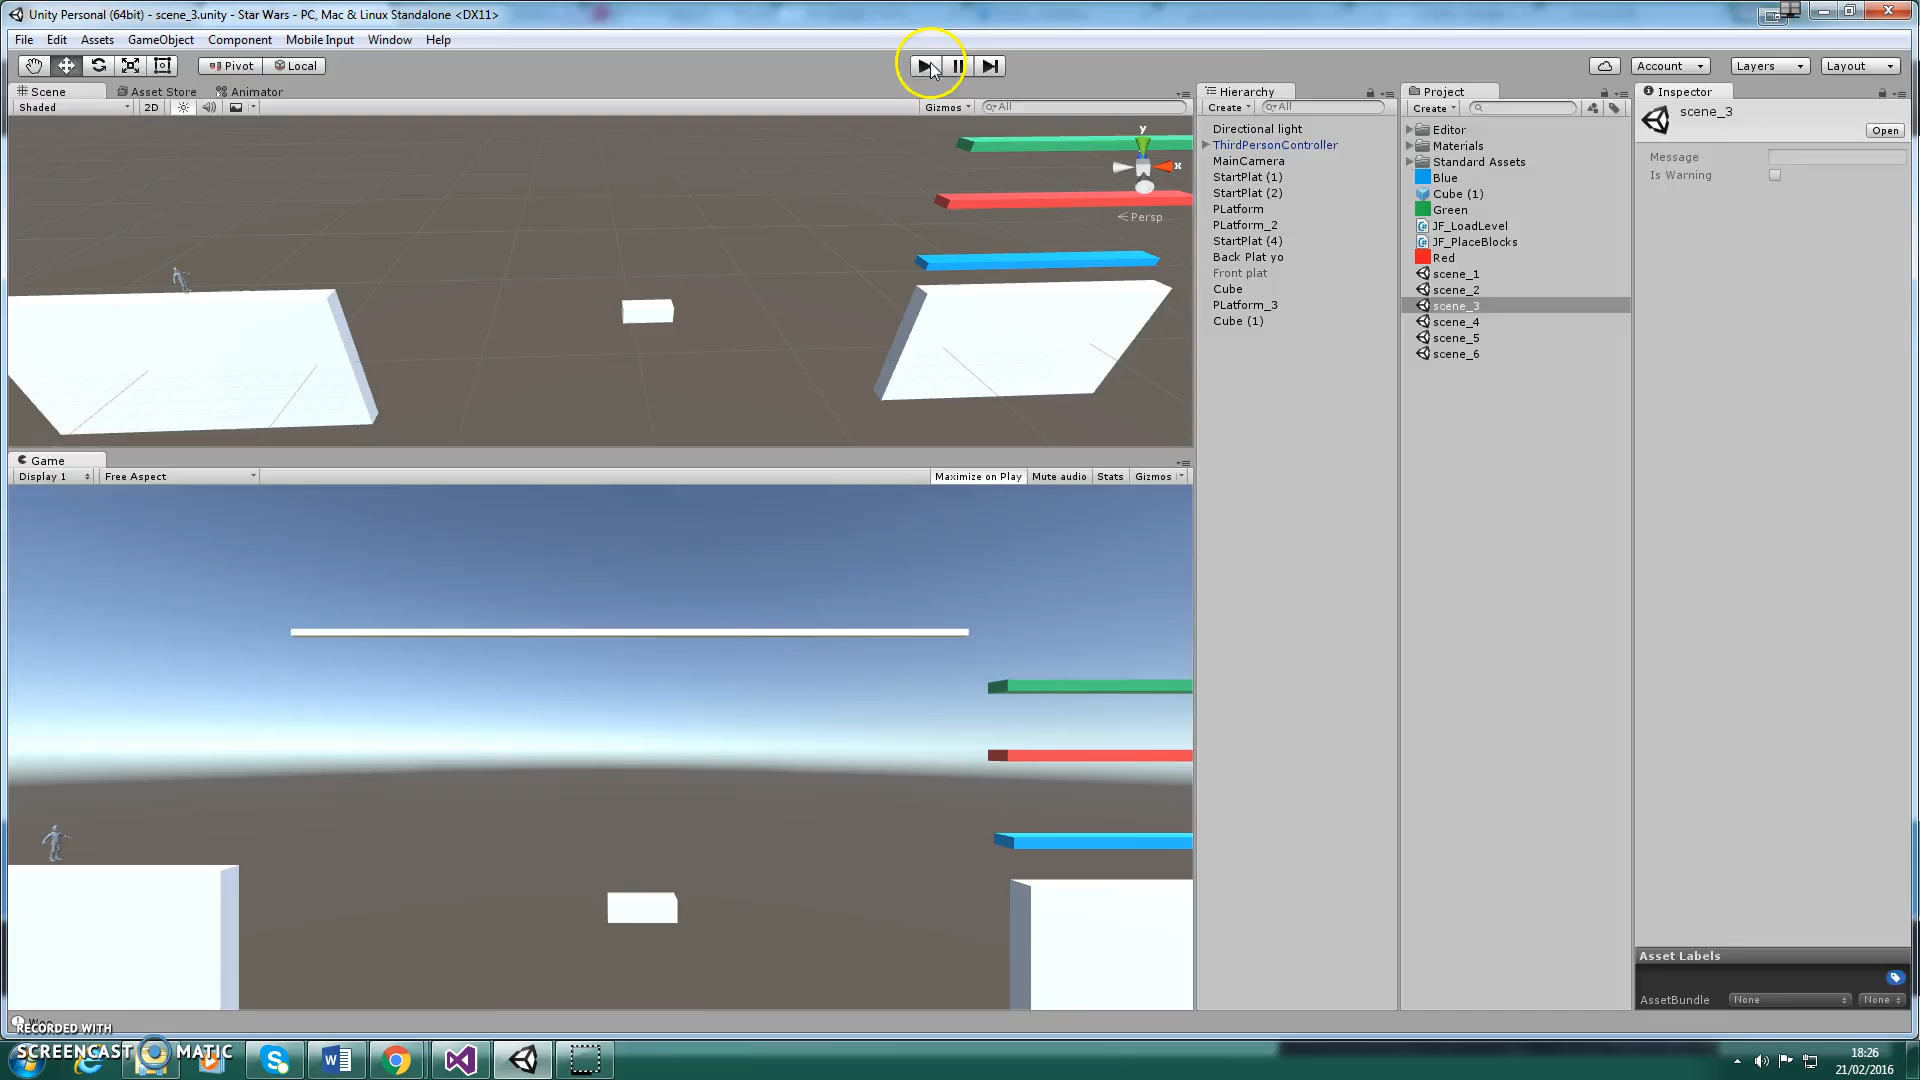 Unity Personal (64bit) - scene_3.unity - Star Wars - PC, Mac & Linux Standalone <DX11>
File Edit Assets GameObject Component Mobile Input Window Help
Pivot Local Account Layers Layout
Scene Asset Store Animator
Shaded 2D Gizmos All
y
x
Persp
Game
Display 1 Free Aspect Maximize on Play Mute audio Stats Gizmos
Hierarchy
Create All
Directional light
ThirdPersonController
MainCamera
StartPlat (1)
StartPlat (2)
PLatform
PLatform_2
StartPlat (4)
Back Plat yo
Front plat
Cube
PLatform_3
Cube (1)
Project
Create
Editor
Materials
Standard Assets
Blue
Cube (1)
Green
JF_LoadLevel
JF_PlaceBlocks
Red
scene_1
scene_2
scene_3
scene_4
scene_5
scene_6
Inspector
scene_3
Open
Message
Is Warning
Asset Labels
AssetBundle None None
RECORDED WITH
SCREENCAST MATIC
18:26
21/02/2016